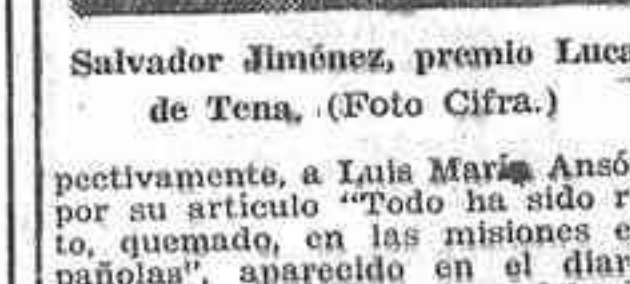 Salvador Jiménez, premio Luca
de Tena. (Foto Cifra.)
pectivamente, a Luis María Ansó
por su artículo "Todo ha sido r
to, quemado, en las misiones e
pañolas", aparecido en el diar